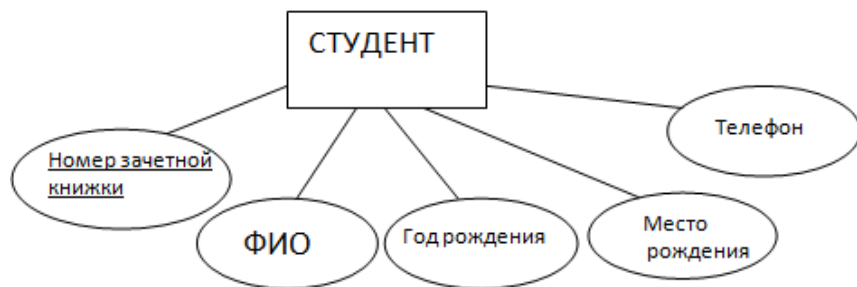 СТУДЕНТ
Телефон
Номер зачетной
книжки
ФИО
Год рождения
Место
рождения